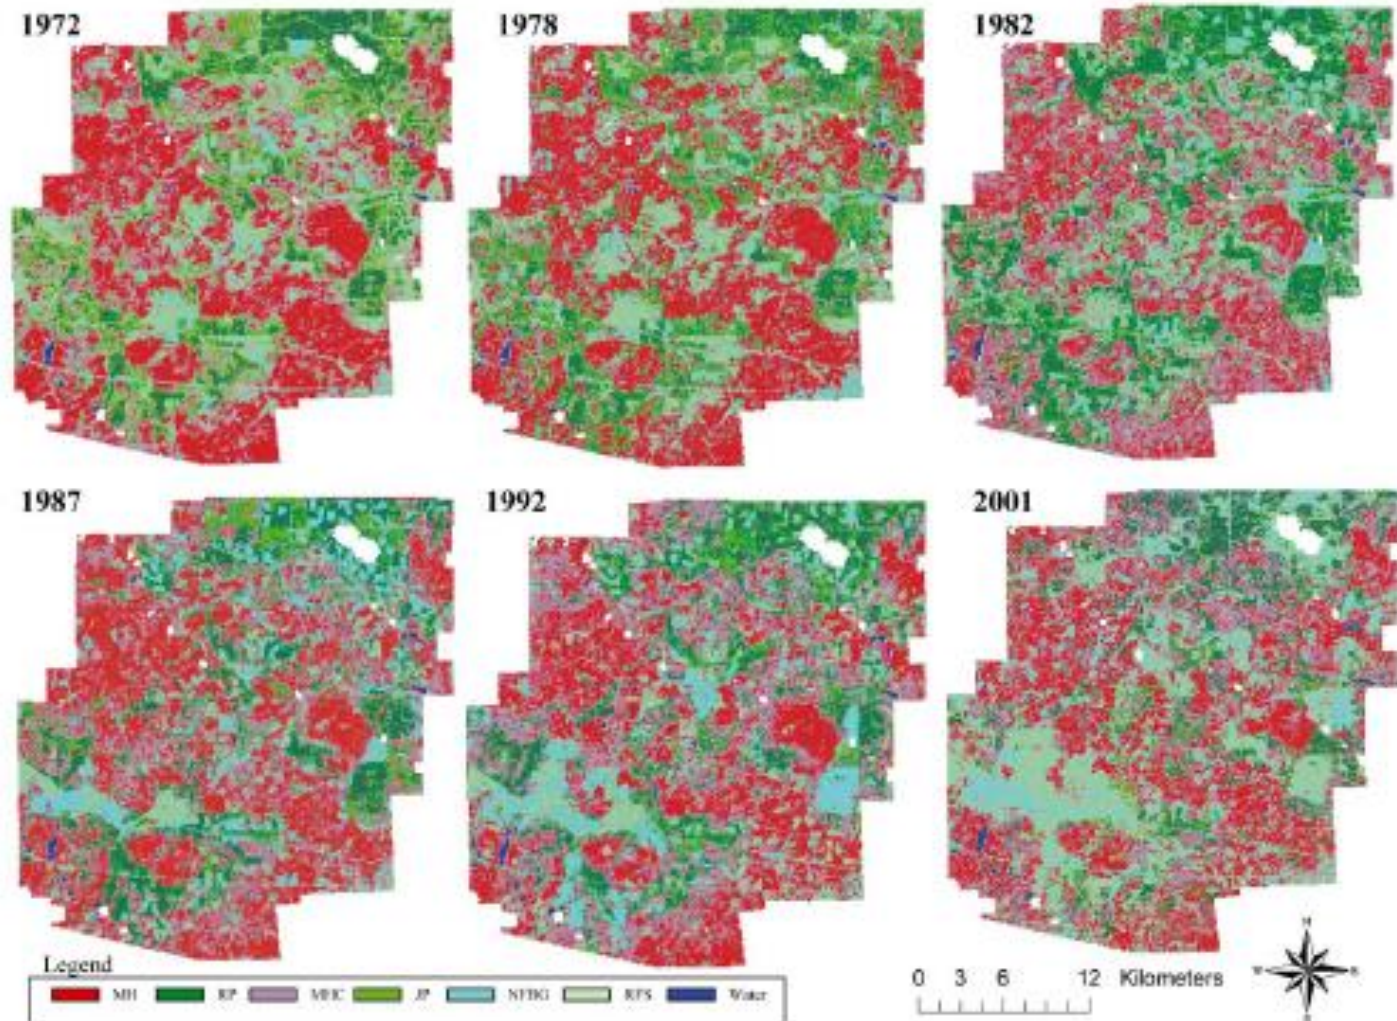 1972 1978 1982
1987 1992 2001
Legend
MH RP MHC JP NFBG RFS Water
0 3 6 12 Kilometers
N
W E
S